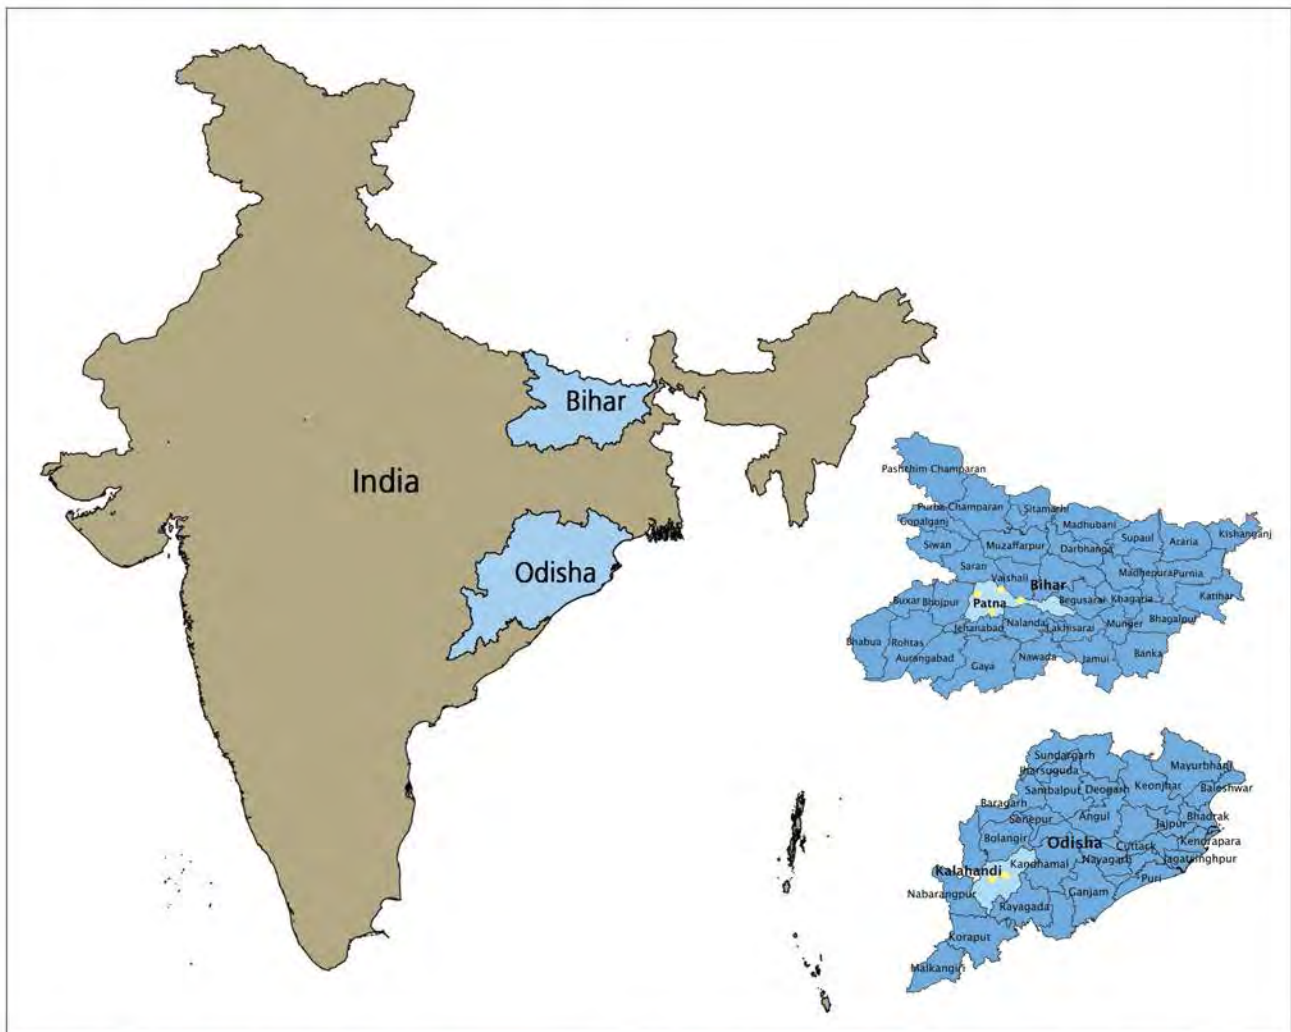 Bihar
India
Odisha
Pashchim Champaran
Purba Champaran
Sitamarhi
Gopalganj
Madhubani
Siwan
Muzaffarpur
Darbhanga
Supaul
Araria
Kishanganj
Saran
Vaishali
Bihar
Madhepura
Purnia
Buxar
Bhojpur
Patna
Begusarai
Khagaria
Katihar
Jehanabad
Nalanda
Lakhisarai
Munger
Bhagalpur
Bhabua
Rohtas
Aurangabad
Gaya
Nawada
Jamui
Banka
Sundargarh
Jharsuguda
Mayurbhanj
Sambalpur
Deogarh
Keonjhar
Baleshwar
Baragarh
Sonepur
Angul
Jajpur
Bhadrak
Bolangir
Odisha
Cuttack
Kendrapara
Kalahandi
Kandhamal
Nayagarh
Jagatsinghpur
Nabarangpur
Rayagada
Ganjam
Puri
Koraput
Malkangiri